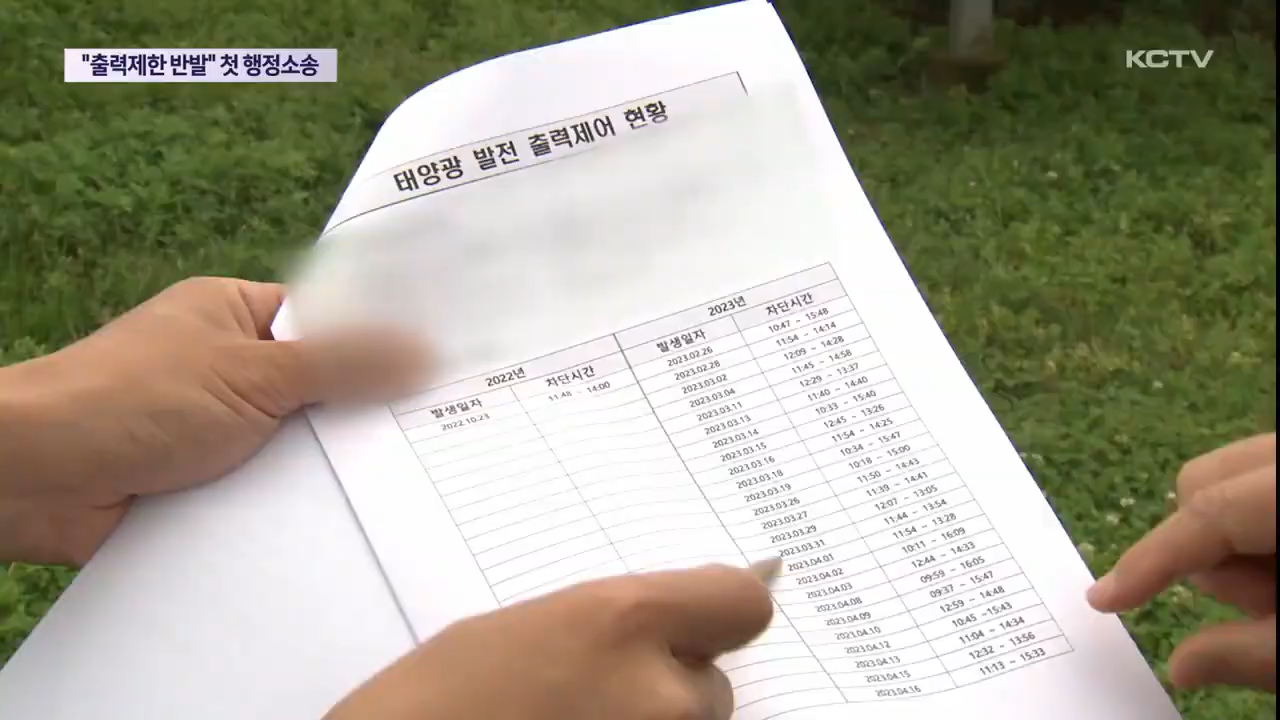 "출력제한 반발" 첫 행정소송
KCTV
태양광 발전 출력제어 현황
2022년 2023년
발생일자 차단시간 발생일자 차단시간
2022.10.23 11:48 ~ 14:00 2023.02.26 10:47 ~ 15:48
2023.02.28 11:54 ~ 14:14
2023.03.02 12:09 ~ 14:28
2023.03.04 11:45 ~ 14:58
2023.03.11 12:29 ~ 13:37
2023.03.13 11:40 ~ 14:40
2023.03.14 10:33 ~ 15:40
2023.03.15 12:45 ~ 13:26
2023.03.16 11:54 ~ 14:25
2023.03.18 10:34 ~ 15:47
2023.03.19 10:18 ~ 15:00
2023.03.26 11:50 ~ 14:43
2023.03.27 11:39 ~ 14:41
2023.03.29 12:07 ~ 13:05
2023.03.31 11:44 ~ 13:54
2023.04.01 11:54 ~ 13:28
2023.04.02 10:11 ~ 16:09
2023.04.03 12:44 ~ 14:33
2023.04.08 09:59 ~ 16:05
2023.04.09 09:37 ~ 15:47
2023.04.10 12:59 ~ 14:48
2023.04.12 10:45 ~15:43
2023.04.13 11:04 ~ 14:34
2023.04.15 12:32 ~ 13:56
2023.04.16 11:13 ~ 15:33